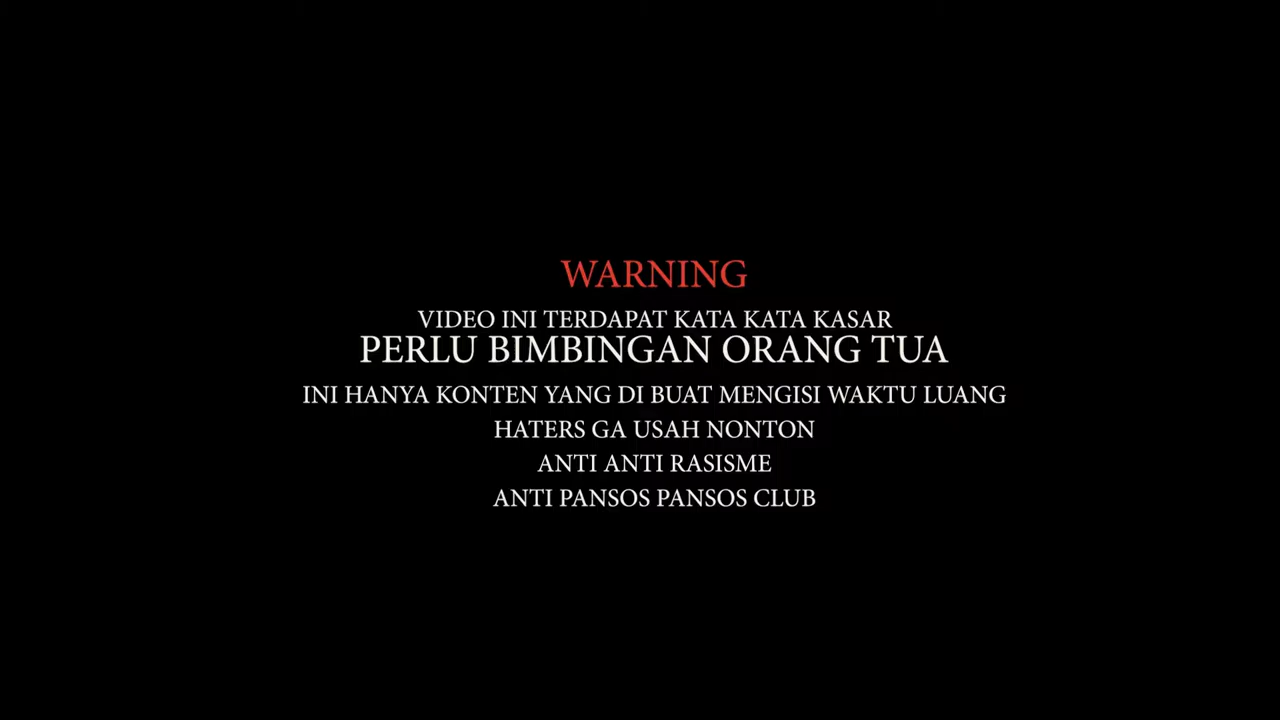 WARNING
VIDEO INI TERDAPAT KATA KATA KASAR
PERLU BIMBINGAN ORANG TUA
INI HANYA KONTEN YANG DI BUAT MENGISI WAKTU LUANG
HATERS GA USAH NONTON
ANTI ANTI RASISME
ANTI PANSOS PANSOS CLUB